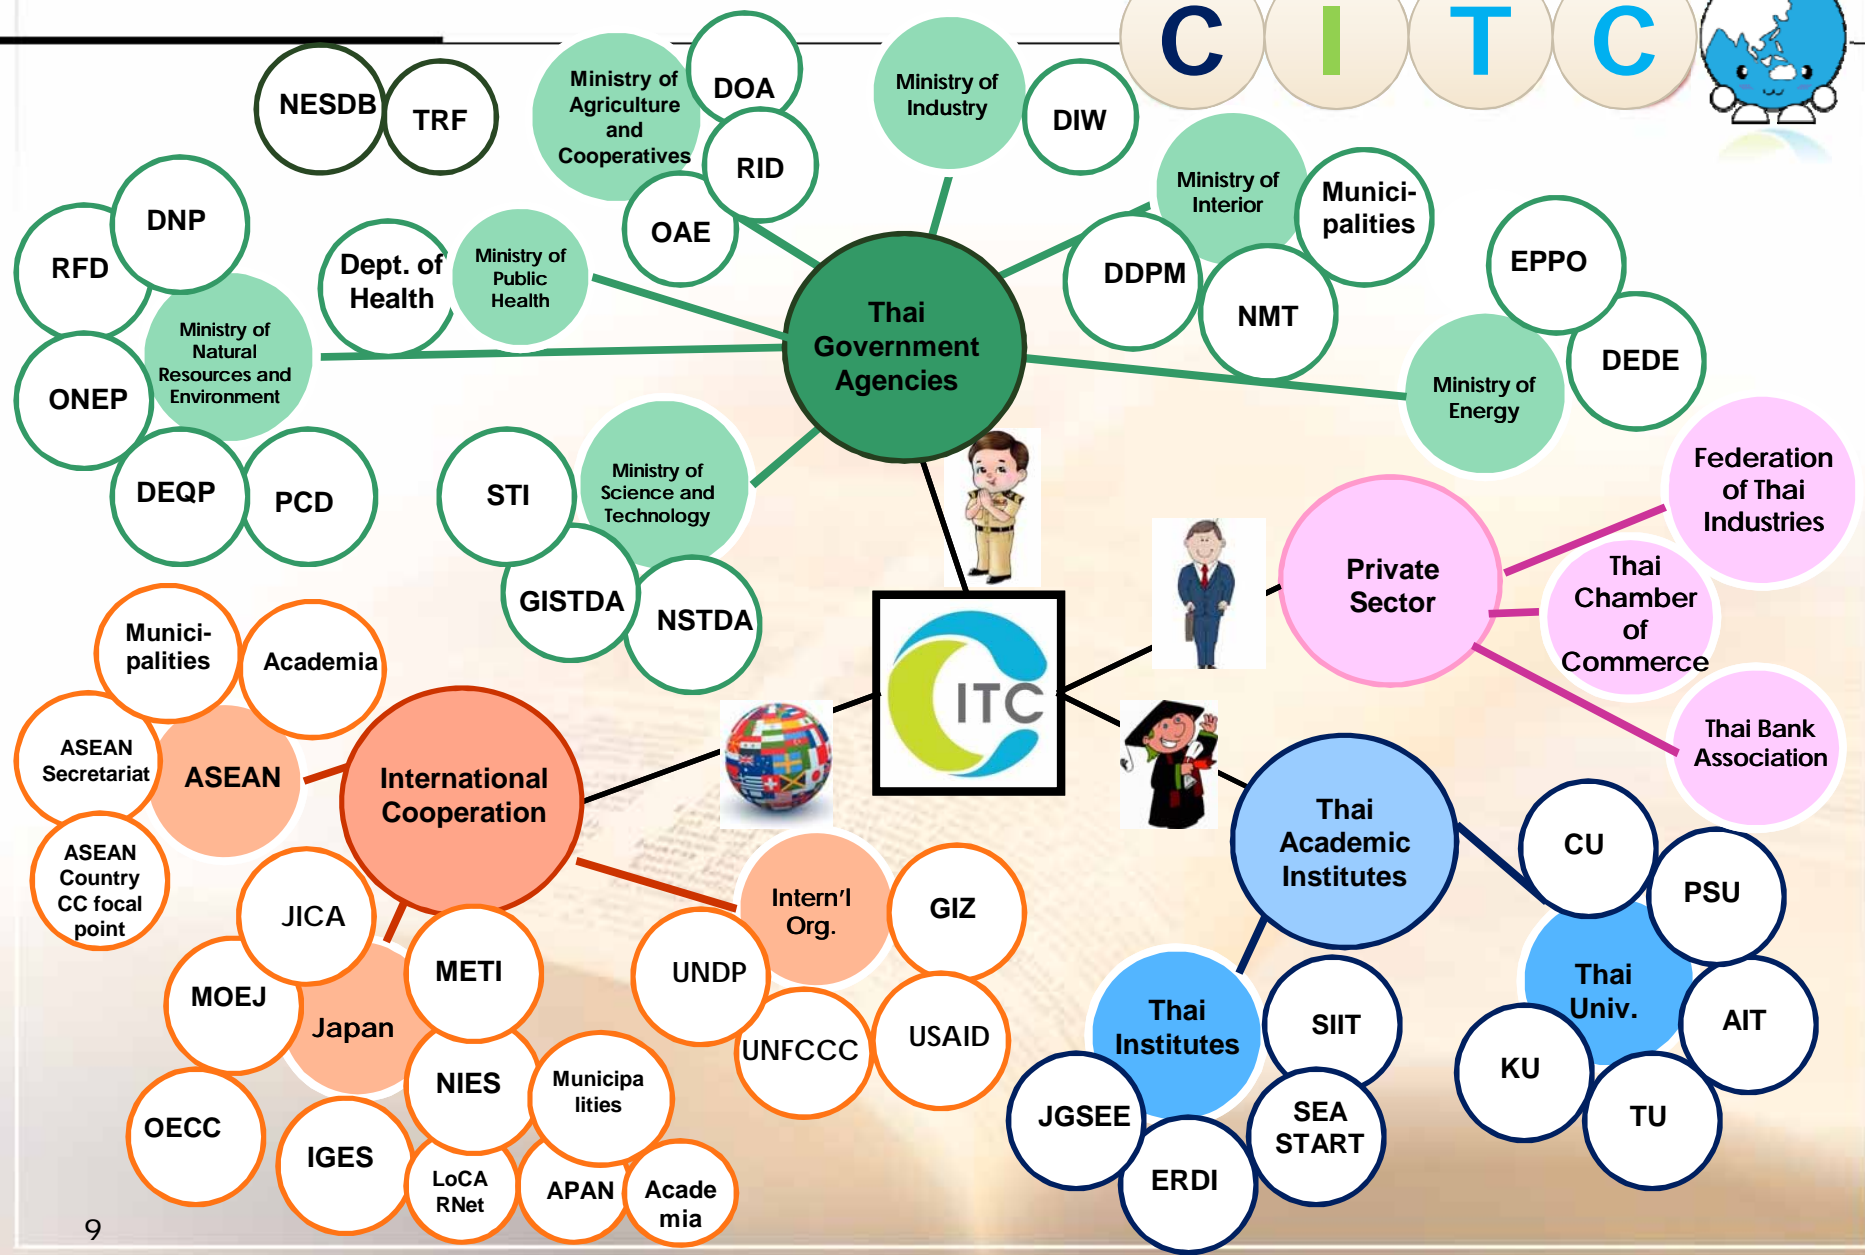 C I T C
NESDB
TRF
Ministry of
Agriculture
and
Cooperatives
DOA
RID
OAE
Ministry of
Industry
DIW
Ministry of
Interior
Munici-
palities
DDPM
NMT
EPPO
DEDE
Ministry of
Energy
DNP
RFD
Ministry of
Natural
Resources and
Environment
ONEP
DEQP
PCD
Dept. of
Health
Ministry of
Public
Health
Thai
Government
Agencies
STI
Ministry of
Science and
Technology
GISTDA
NSTDA
Private
Sector
Federation
of Thai
Industries
Thai
Chamber
of
Commerce
Thai Bank
Association
CITC
Munici-
palities
Academia
ASEAN
Secretariat
ASEAN
ASEAN
Country
CC focal
point
International
Cooperation
JICA
MOEJ
Japan
METI
OECC
IGES
NIES
LoCA
RNet
Municipa
lities
APAN
Acade
mia
Intern'l
Org.
GIZ
UNDP
UNFCCC
USAID
Thai
Academic
Institutes
Thai
Institutes
SIIT
JGSEE
ERDI
SEA
START
CU
PSU
Thai
Univ.
AIT
KU
TU
9